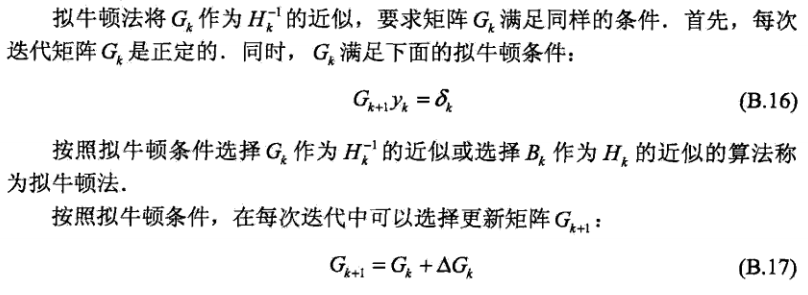 拟牛顿法将 $G_k$ 作为 $H_k^{-1}$ 的近似，要求矩阵 $G_k$ 满足同样的条件．首先，每次
迭代矩阵 $G_k$ 是正定的．同时， $G_k$ 满足下面的拟牛顿条件：
$G_{k+1} y_k = \delta_k$ (B.16)
按照拟牛顿条件选择 $G_k$ 作为 $H_k^{-1}$ 的近似或选择 $B_k$ 作为 $H_k$ 的近似的算法称
为拟牛顿法．
按照拟牛顿条件，在每次迭代中可以选择更新矩阵 $G_{k+1}$：
$G_{k+1} = G_k + \Delta G_k$ (B.17)